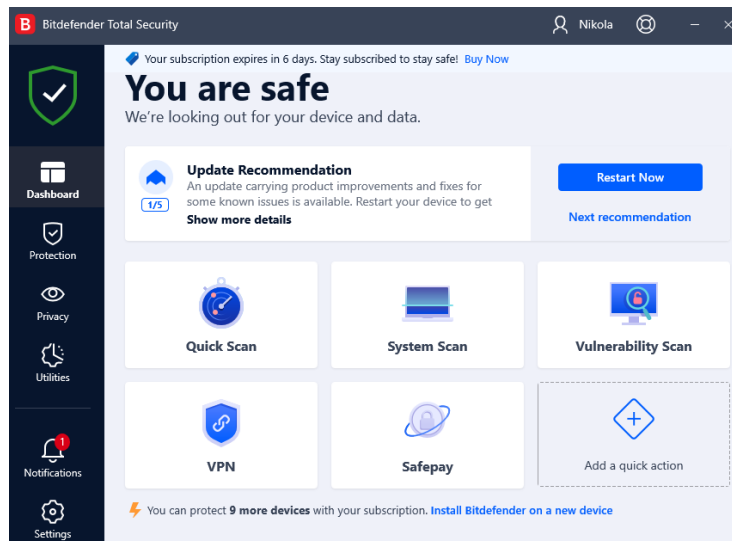 B Bitdefender Total Security
Nikola
Your subscription expires in 6 days. Stay subscribed to stay safe! Buy Now
You are safe
We're looking out for your device and data.
Update Recommendation
An update carrying product improvements and fixes for
some known issues is available. Restart your device to get
Show more details
1/5
Restart Now
Next recommendation
Dashboard
Protection
Privacy
Utilities
1
Notifications
Settings
Quick Scan
System Scan
Vulnerability Scan
VPN
Safepay
Add a quick action
You can protect 9 more devices with your subscription. Install Bitdefender on a new device